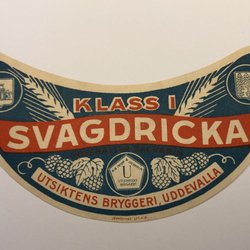 KLASS I
SVAGDRICKA
U
UTSIKTENS BRYGGERI, UDDEVALLA